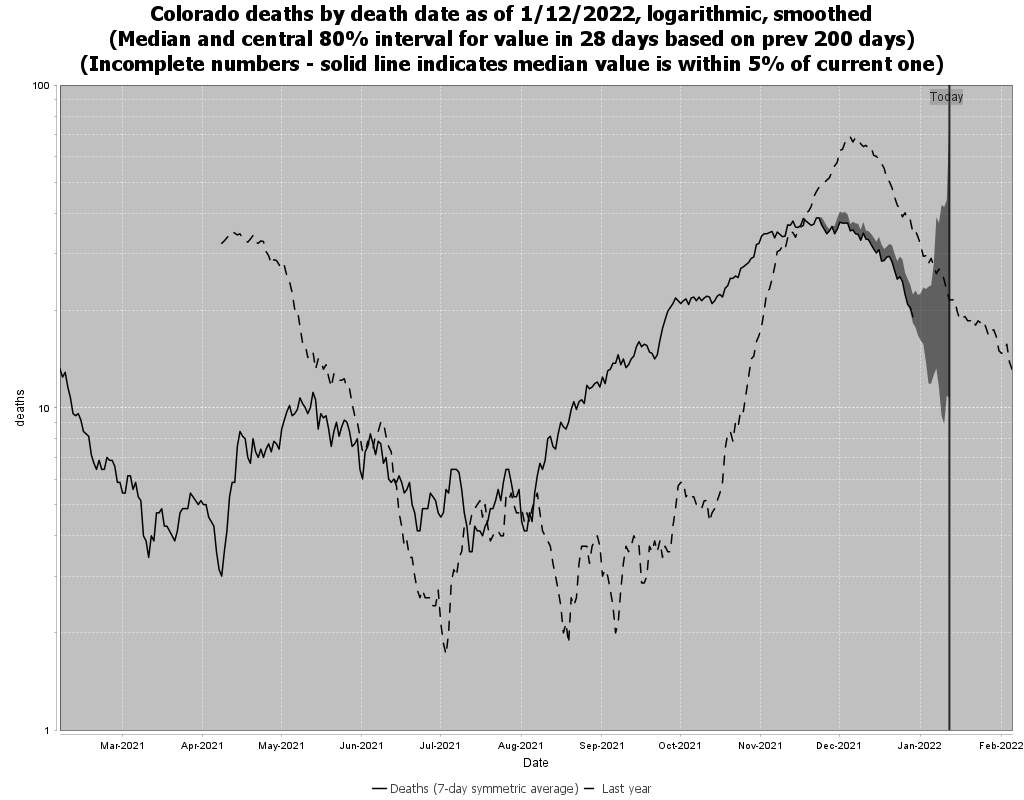 Colorado deaths by death date as of 1/12/2022, logarithmic, smoothed
(Median and central 80% interval for value in 28 days based on prev 200 days)
(Incomplete numbers - solid line indicates median value is within 5% of current one)
100
Today
deaths
10
1
Mar-2021 Apr-2021 May-2021 Jun-2021 Jul-2021 Aug-2021 Sep-2021 Oct-2021 Nov-2021 Dec-2021 Jan-2022 Feb-2022
Date
Deaths (7-day symmetric average) Last year